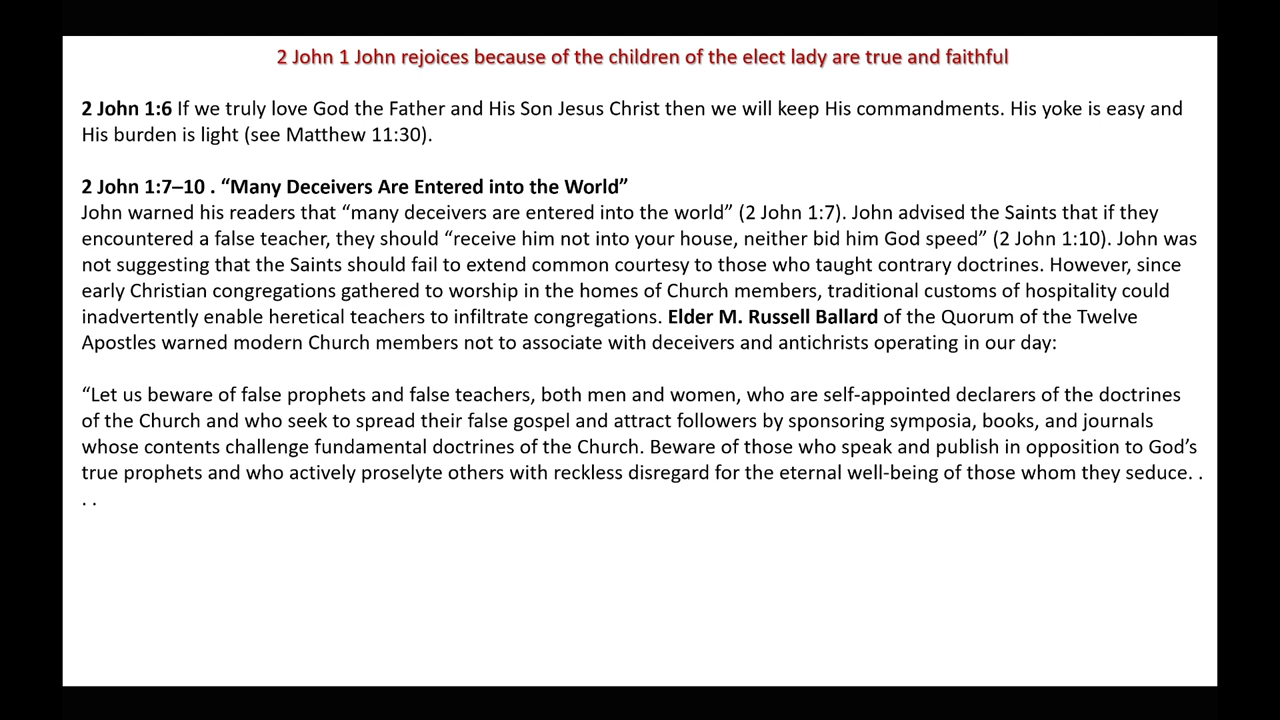 2 John 1 John rejoices because of the children of the elect lady are true and faithful
2 John 1:6 If we truly love God the Father and His Son Jesus Christ then we will keep His commandments. His yoke is easy and
His burden is light (see Matthew 11:30).
2 John 1:7–10 . “Many Deceivers Are Entered into the World”
John warned his readers that “many deceivers are entered into the world” (2 John 1:7). John advised the Saints that if they
encountered a false teacher, they should “receive him not into your house, neither bid him God speed” (2 John 1:10). John was
not suggesting that the Saints should fail to extend common courtesy to those who taught contrary doctrines. However, since
early Christian congregations gathered to worship in the homes of Church members, traditional customs of hospitality could
inadvertently enable heretical teachers to infiltrate congregations. Elder M. Russell Ballard of the Quorum of the Twelve
Apostles warned modern Church members not to associate with deceivers and antichrists operating in our day:
“Let us beware of false prophets and false teachers, both men and women, who are self-appointed declarers of the doctrines
of the Church and who seek to spread their false gospel and attract followers by sponsoring symposia, books, and journals
whose contents challenge fundamental doctrines of the Church. Beware of those who speak and publish in opposition to God’s
true prophets and who actively proselyte others with reckless disregard for the eternal well-being of those whom they seduce. .
. .